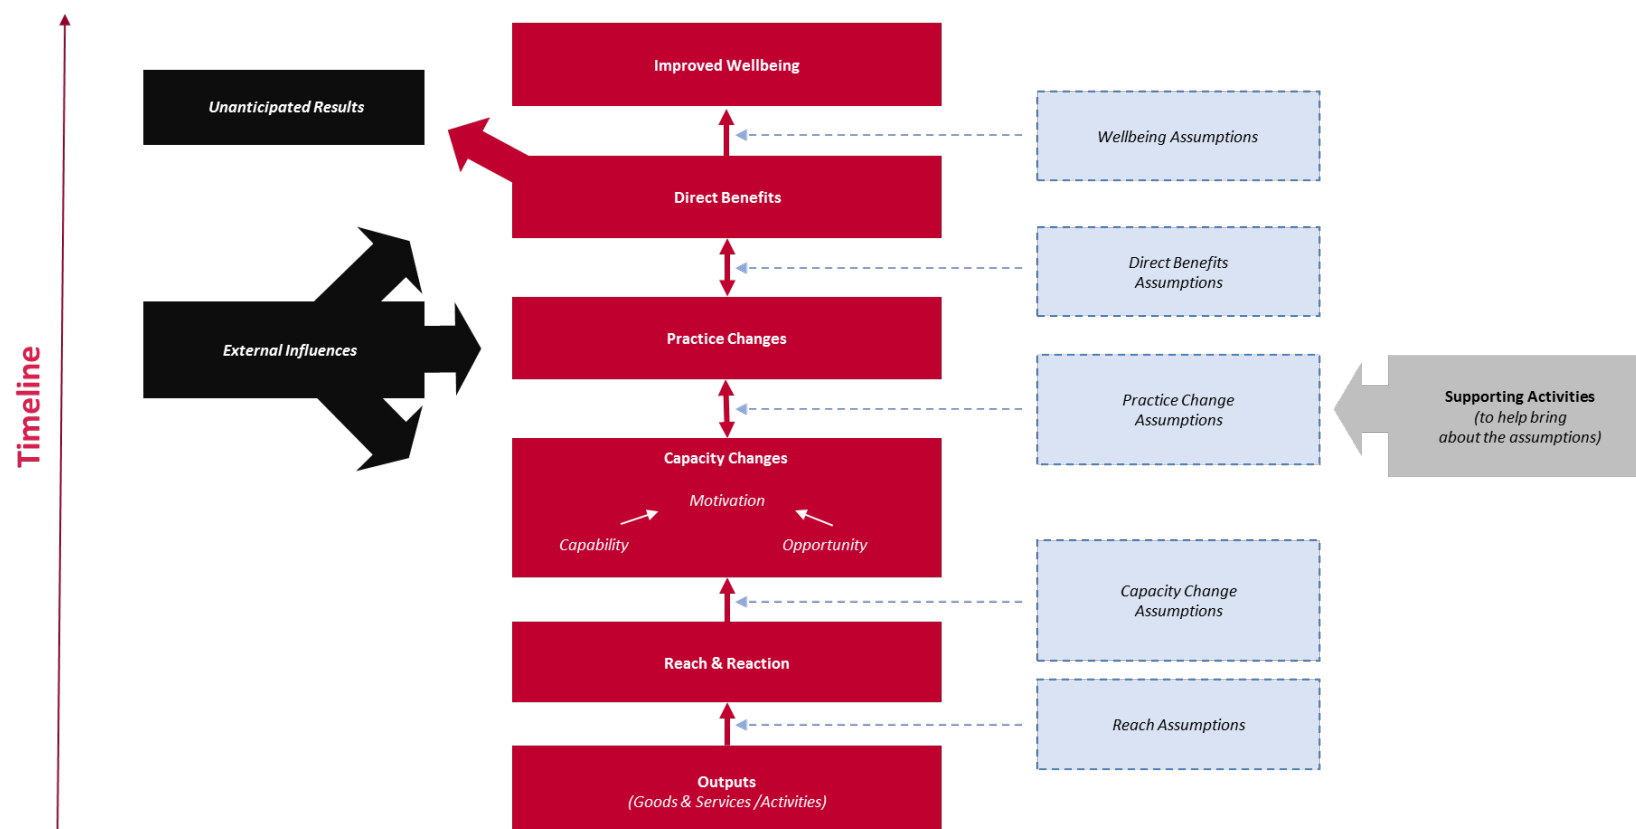 Improved Wellbeing
Unanticipated Results
Wellbeing Assumptions
Direct Benefits
Direct Benefits
Assumptions
External Influences
Practice Changes
Timeline
Practice Change
Assumptions
Supporting Activities
(to help bring
about the assumptions)
Capacity Changes
Motivation
Capability
Opportunity
Capacity Change
Assumptions
Reach & Reaction
Reach Assumptions
Outputs
(Goods & Services /Activities)